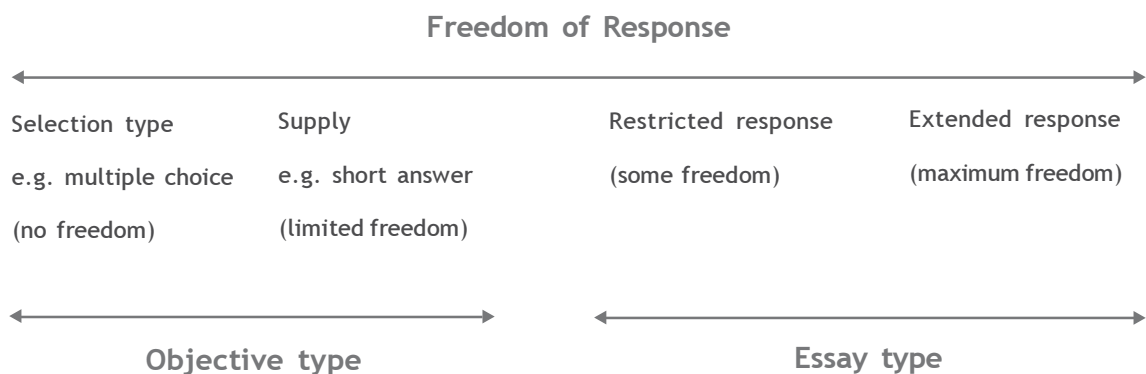 Freedom of Response
Selection type
e.g. multiple choice
(no freedom)
Supply
e.g. short answer
(limited freedom)
Restricted response
(some freedom)
Extended response
(maximum freedom)
Objective type
Essay type